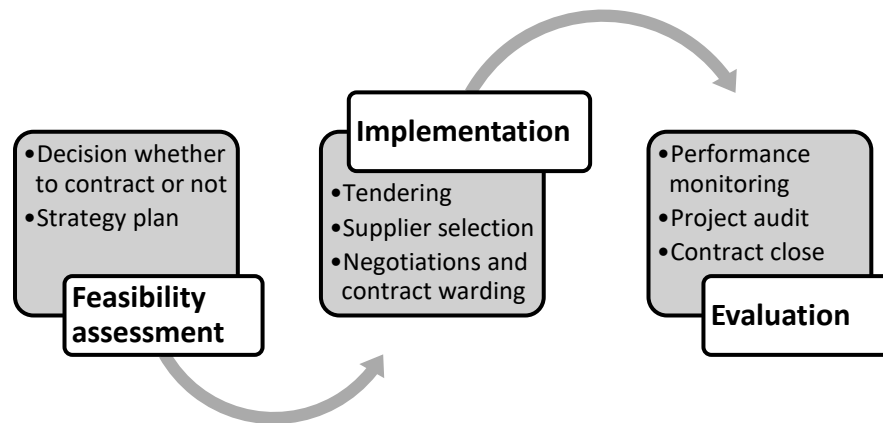 •Decision whether
to contract or not
•Strategy plan
Feasibility
assessment
Implementation
•Tendering
•Supplier selection
•Negotiations and
contract warding
•Performance
monitoring
•Project audit
•Contract close
Evaluation